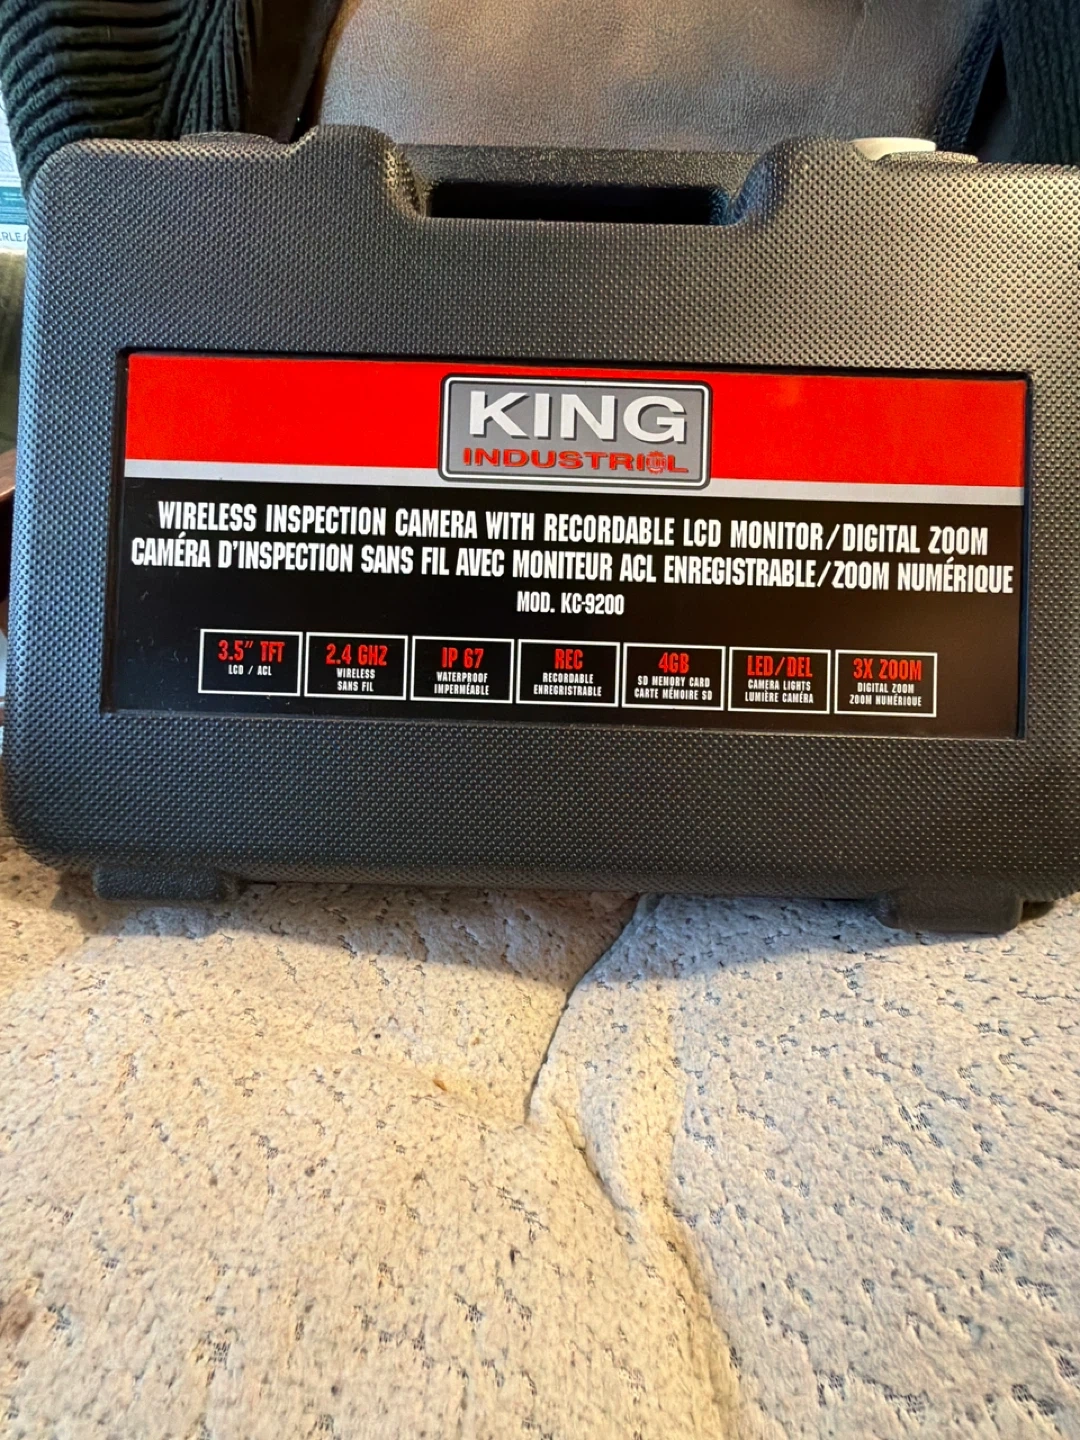 KING
INDUSTRIAL
WIRELESS INSPECTION CAMERA WITH RECORDABLE LCD MONITOR/DIGITAL ZOOM
CAMÉRA D'INSPECTION SANS FIL AVEC MONITEUR ACL ENREGISTRABLE/ZOOM NUMÉRIQUE
MOD. KC-9200
3.5" TFT
LCD / ACL
2.4 GHZ
WIRELESS
SANS FIL
IP 67
WATERPROOF
IMPERMÉABLE
REC
RECORDABLE
ENREGISTRABLE
4GB
SD MEMORY CARD
CARTE MÉMOIRE SD
LED/DEL
CAMERA LIGHTS
LUMIÈRE CAMÉRA
3X ZOOM
DIGITAL ZOOM
ZOOM NUMÉRIQUE